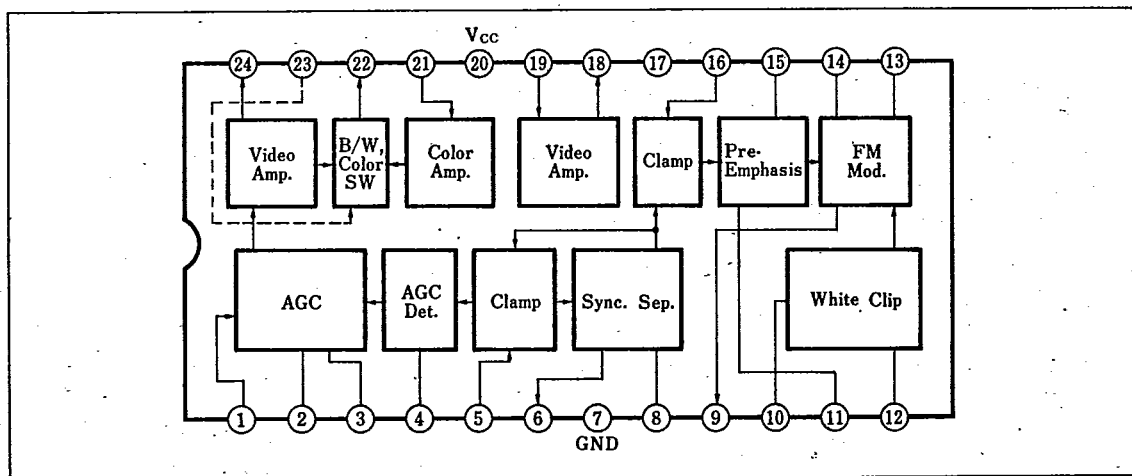 VCC
24 23 22 21 20 19 18 17 16 15 14 13
Video Amp.
B/W, Color SW
Color Amp.
Video Amp.
Clamp
Pre-Emphasis
FM Mod.
AGC
AGC Det.
Clamp
Sync. Sep.
White Clip
1 2 3 4 5 6 7 8 9 10 11 12
GND